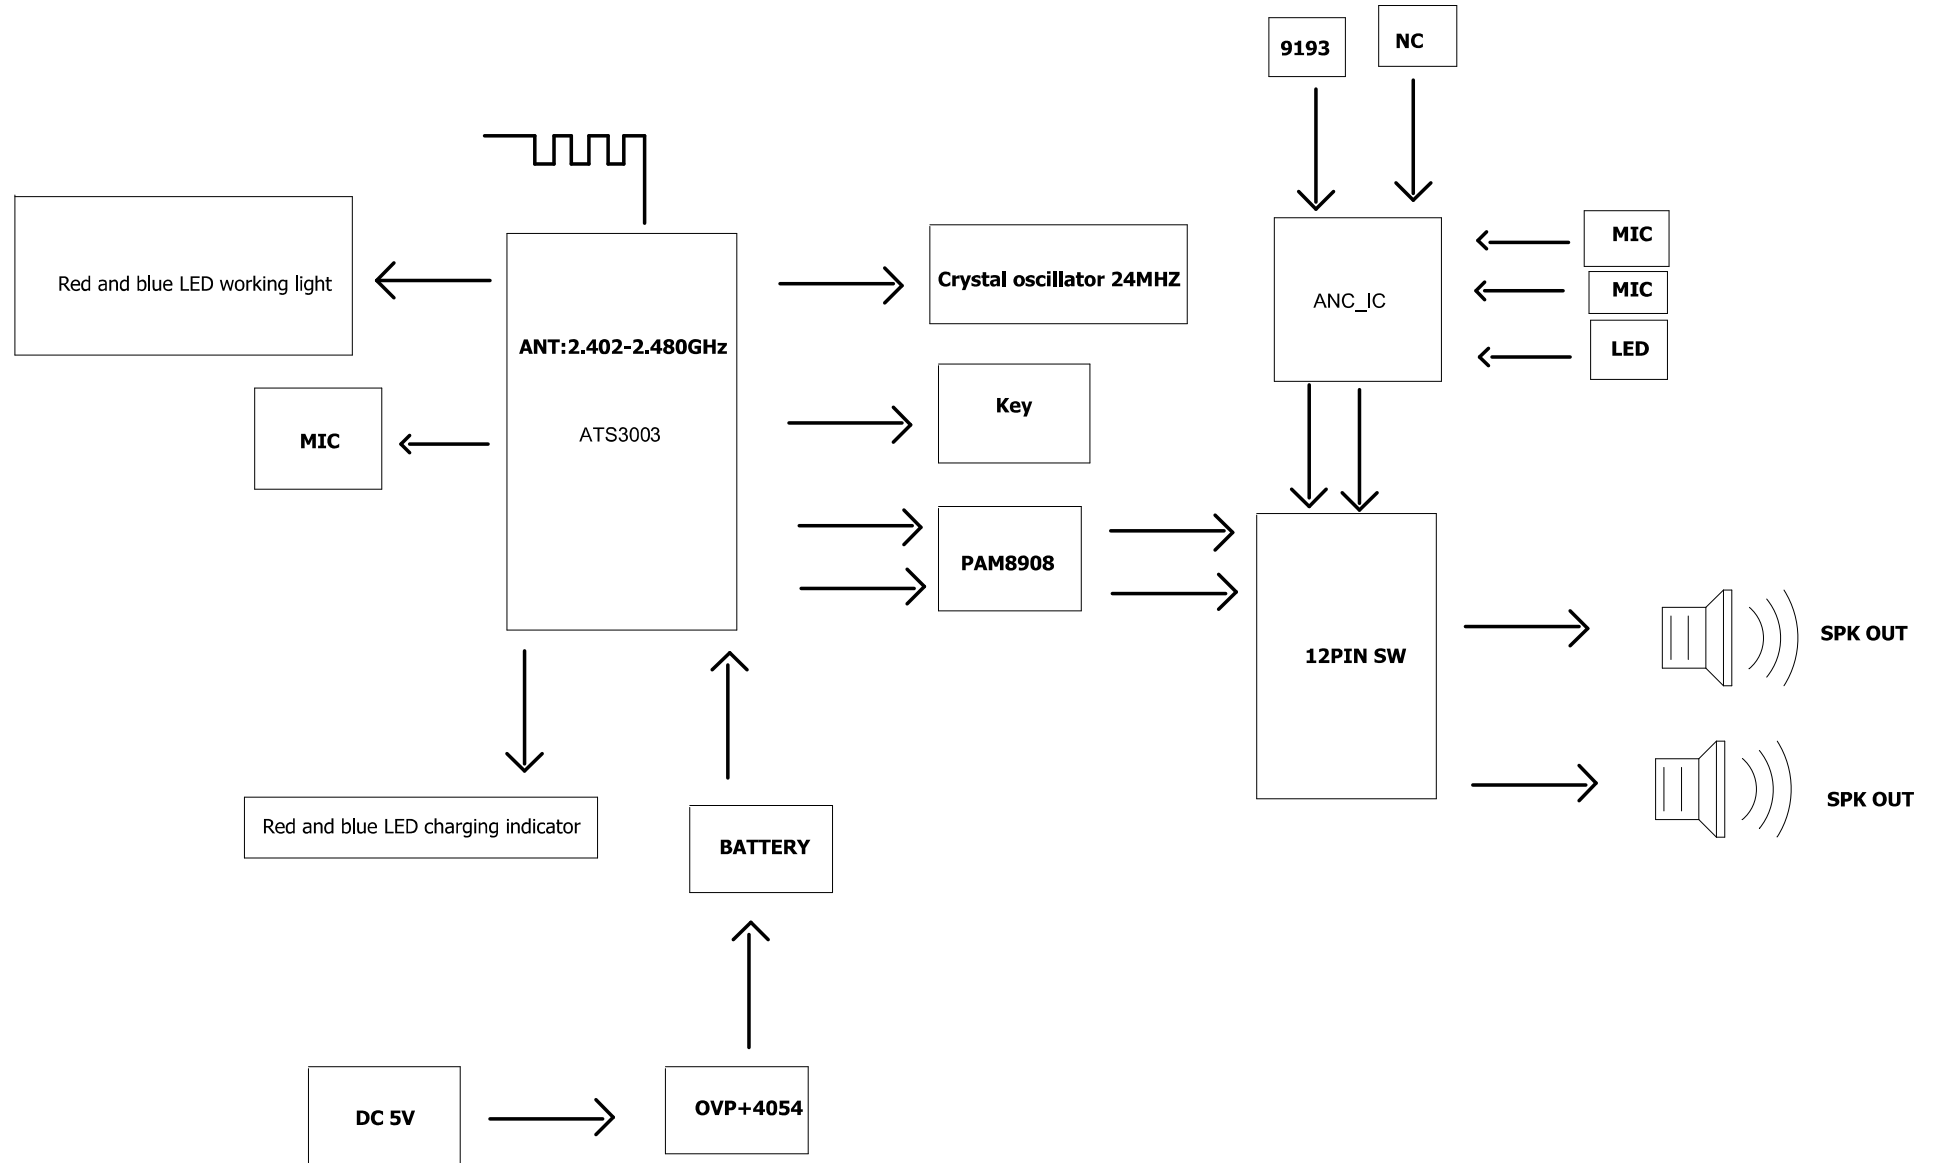 9193
NC
MIC
Red and blue LED working light
Crystal oscillator 24MHZ
MIC
ANC_IC
ANT:2.402-2.480GHz
LED
Key
ATS3003
MIC
PAM8908
12PIN SW
SPK OUT
SPK OUT
Red and blue LED charging indicator
BATTERY
DC 5V
OVP+4054